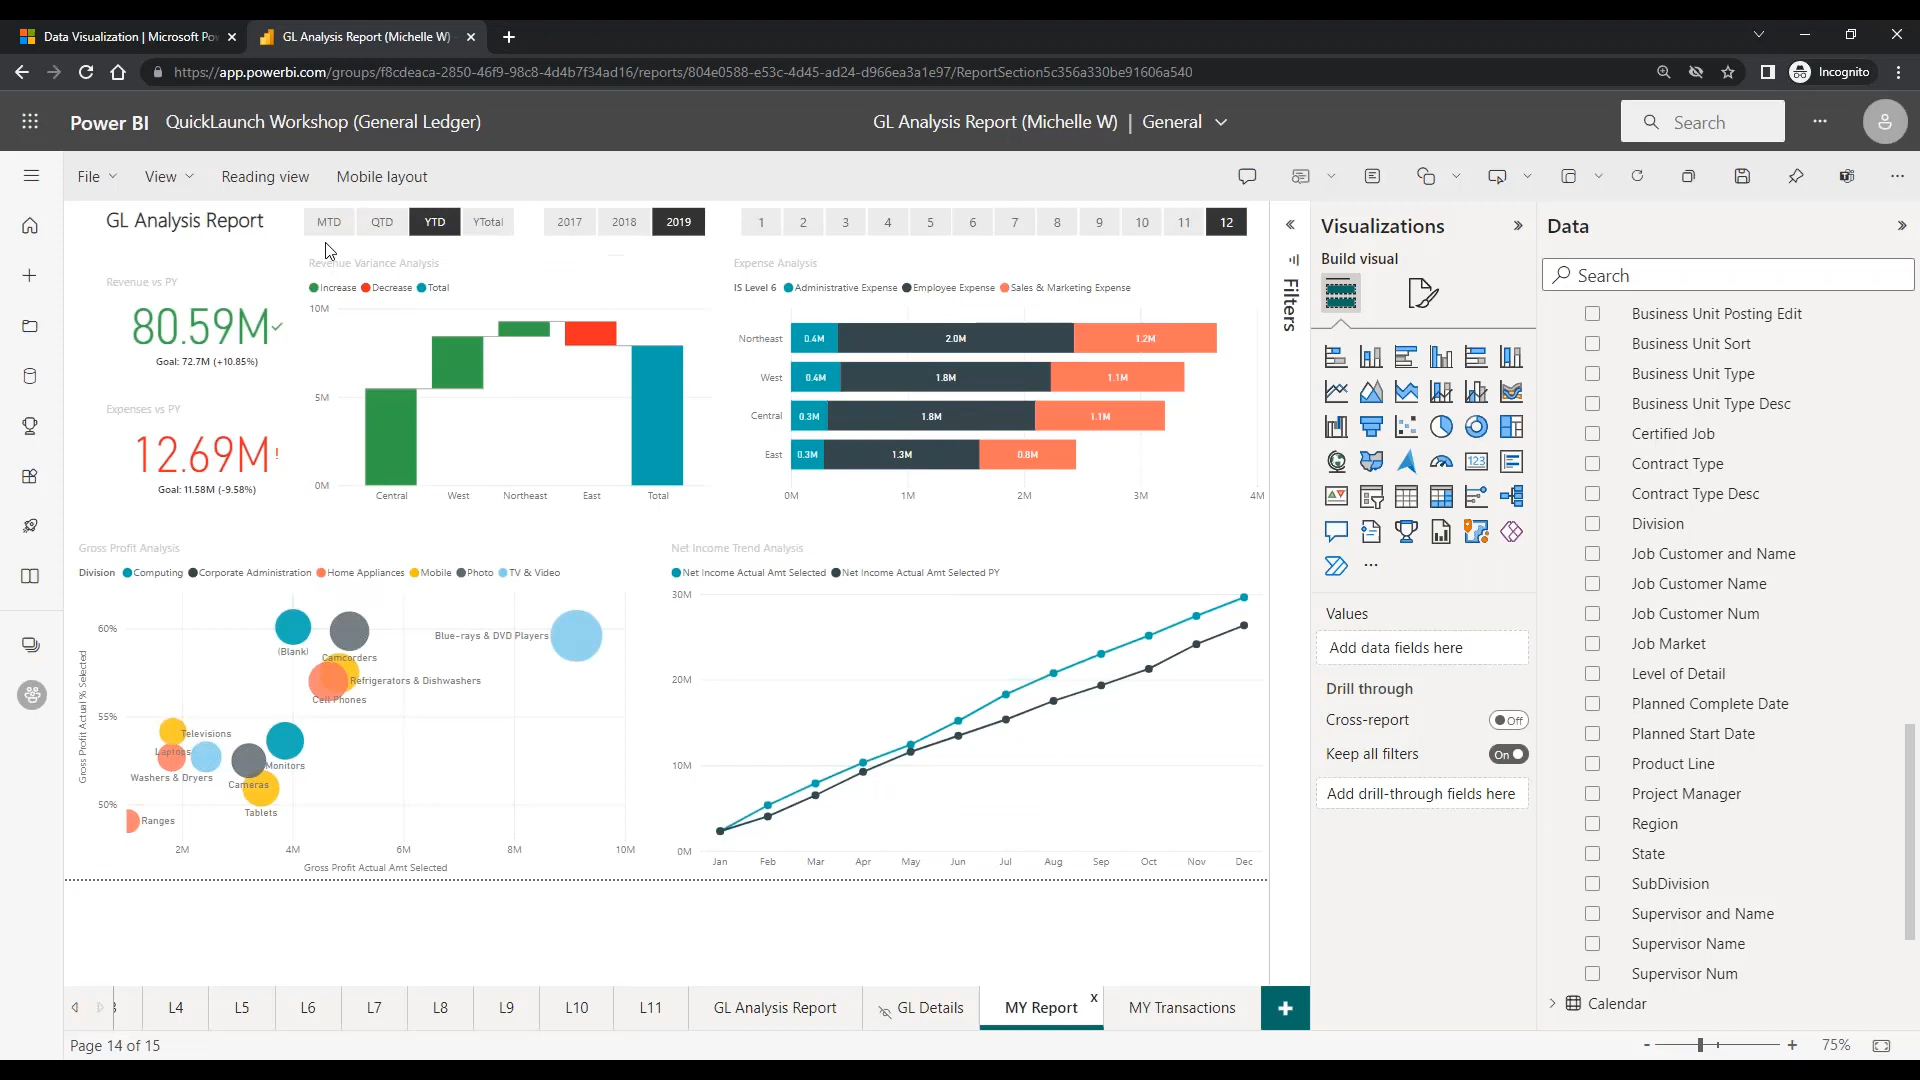 Data Visualization | Microsoft Po
GL Analysis Report (Michelle W)
https://app.powerbi.com/groups/f8cdeaca-2850-46f9-98c8-4d4b7f34ad16/reports/804e0588-e53c-4d45-ad24-d966ea3a1e97/ReportSection5c356a330be91606a540
Incognito
Power BI QuickLaunch Workshop (General Ledger)
GL Analysis Report (Michelle W) | General
Search
File View Reading view Mobile layout
GL Analysis Report
MTD QTD YTD YTotal
2017 2018 2019
1 2 3 4 5 6 7 8 9 10 11 12
Revenue vs PY
80.59M
Goal: 72.7M (+10.85%)
Expenses vs PY
12.69M!
Goal: 11.58M (-9.58%)
Revenue Variance Analysis
Increase Decrease Total
10M
5M
0M
Central West Northeast East Total
Expense Analysis
IS Level 6 Administrative Expense Employee Expense Sales & Marketing Expense
Northeast 0.4M 2.0M 1.2M
West 0.4M 1.8M 1.1M
Central 0.3M 1.8M 1.1M
East 0.3M 1.3M 0.8M
0M 1M 2M 3M 4M
Gross Profit Analysis
Division Computing Corporate Administration Home Appliances Mobile Photo TV & Video
Gross Profit Actual % Selected
60%
55%
50%
(Blank)
Camcorders
Blue-rays & DVD Players
Refrigerators & Dishwashers
Cell Phones
Televisions
Laptops
Monitors
Washers & Dryers
Cameras
Tablets
Ranges
2M 4M 6M 8M 10M
Gross Profit Actual Amt Selected
Net Income Trend Analysis
Net Income Actual Amt Selected Net Income Actual Amt Selected PY
30M
20M
10M
0M
Jan Feb Mar Apr May Jun Jul Aug Sep Oct Nov Dec
Filters
Visualizations
Build visual
123
Values
Add data fields here
Drill through
Cross-report Off
Keep all filters On
Add drill-through fields here
Data
Search
Business Unit Posting Edit
Business Unit Sort
Business Unit Type
Business Unit Type Desc
Certified Job
Contract Type
Contract Type Desc
Division
Job Customer and Name
Job Customer Name
Job Customer Num
Job Market
Level of Detail
Planned Complete Date
Planned Start Date
Product Line
Project Manager
Region
State
SubDivision
Supervisor and Name
Supervisor Name
Supervisor Num
Calendar
L4 L5 L6 L7 L8 L9 L10 L11 GL Analysis Report GL Details MY Report x MY Transactions +
Page 14 of 15
- + 75%